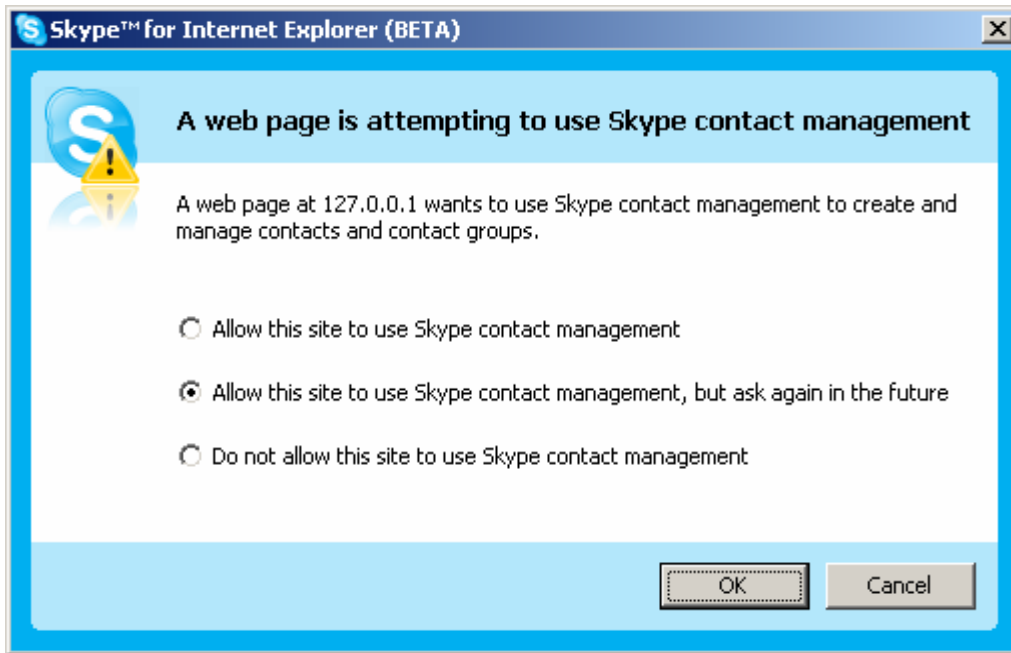 Skype™ for Internet Explorer (BETA)
A web page is attempting to use Skype contact management
A web page at 127.0.0.1 wants to use Skype contact management to create and
manage contacts and contact groups.
Allow this site to use Skype contact management
Allow this site to use Skype contact management, but ask again in the future
Do not allow this site to use Skype contact management
OK
Cancel